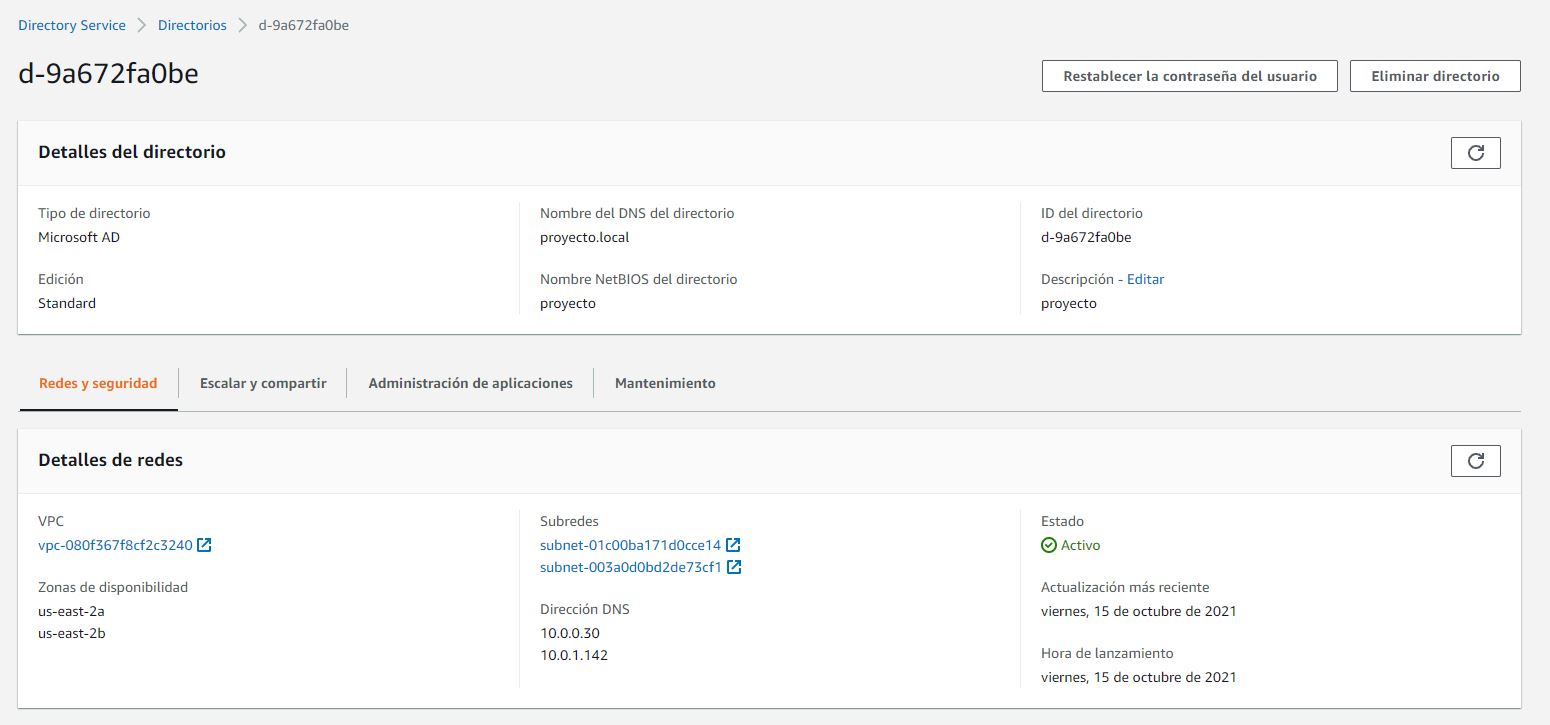 Directory Service > Directorios > d-9a672fa0be
d-9a672fa0be
Restablecer la contraseña del usuario
Eliminar directorio
Detalles del directorio
Tipo de directorio
Microsoft AD
Edición
Standard
Nombre del DNS del directorio
proyecto.local
Nombre NetBIOS del directorio
proyecto
ID del directorio
d-9a672fa0be
Descripción - Editar
proyecto
Redes y seguridad
Escalar y compartir
Administración de aplicaciones
Mantenimiento
Detalles de redes
VPC
vpc-080f367f8cf2c3240
Zonas de disponibilidad
us-east-2a
us-east-2b
Subredes
subnet-01c00ba171d0cce14
subnet-003a0d0bd2de73cf1
Dirección DNS
10.0.0.30
10.0.1.142
Estado
Activo
Actualización más reciente
viernes, 15 de octubre de 2021
Hora de lanzamiento
viernes, 15 de octubre de 2021